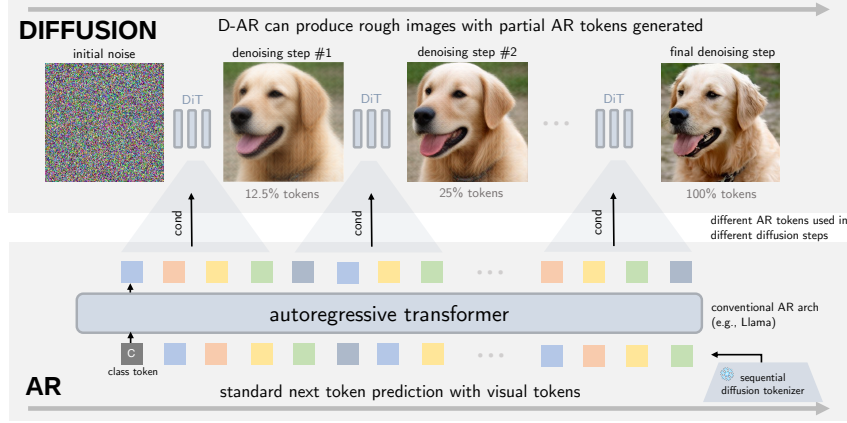 D-AR can produce rough images with partial AR tokens generated
DIFFUSION
initial noise
denoising step #1
denoising step #2
final denoising step
DiT
DiT
DiT
12.5% tokens
25% tokens
100% tokens
cond
cond
cond
different AR tokens used in
different diffusion steps
autoregressive transformer
conventional AR arch
(e.g., Llama)
C
class token
AR
standard next token prediction with visual tokens
sequential
diffusion tokenizer